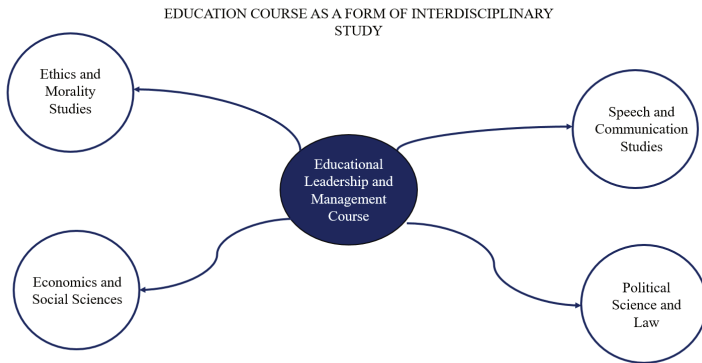 EDUCATION COURSE AS A FORM OF INTERDISCIPLINARY
STUDY
Ethics and
Morality
Studies
Speech and
Communication
Studies
Educational
Leadership and
Management
Course
Economics and
Social Sciences
Political
Science and
Law